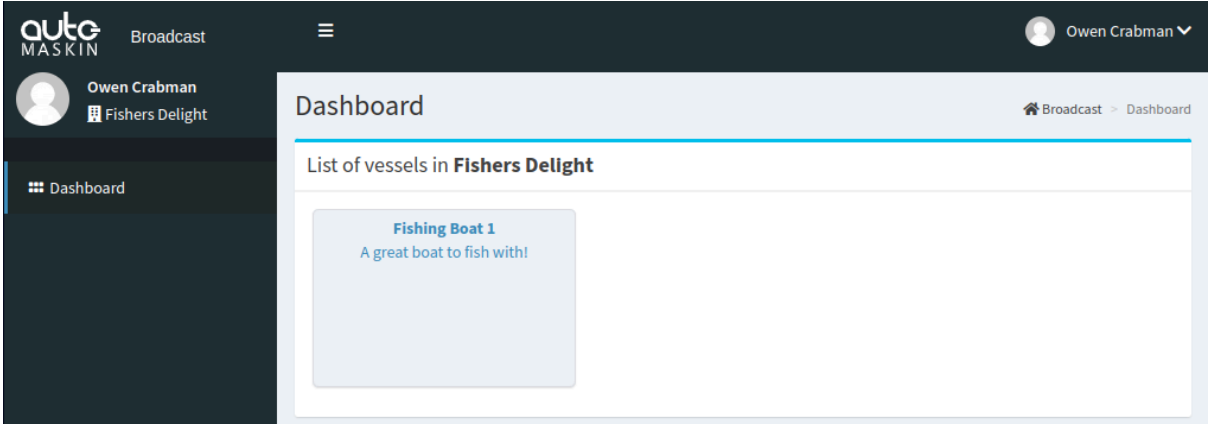 auto
MASKIN
Broadcast
Owen Crabman
Owen Crabman
Fishers Delight
Dashboard
Dashboard
Broadcast > Dashboard
List of vessels in Fishers Delight
Fishing Boat 1
A great boat to fish with!